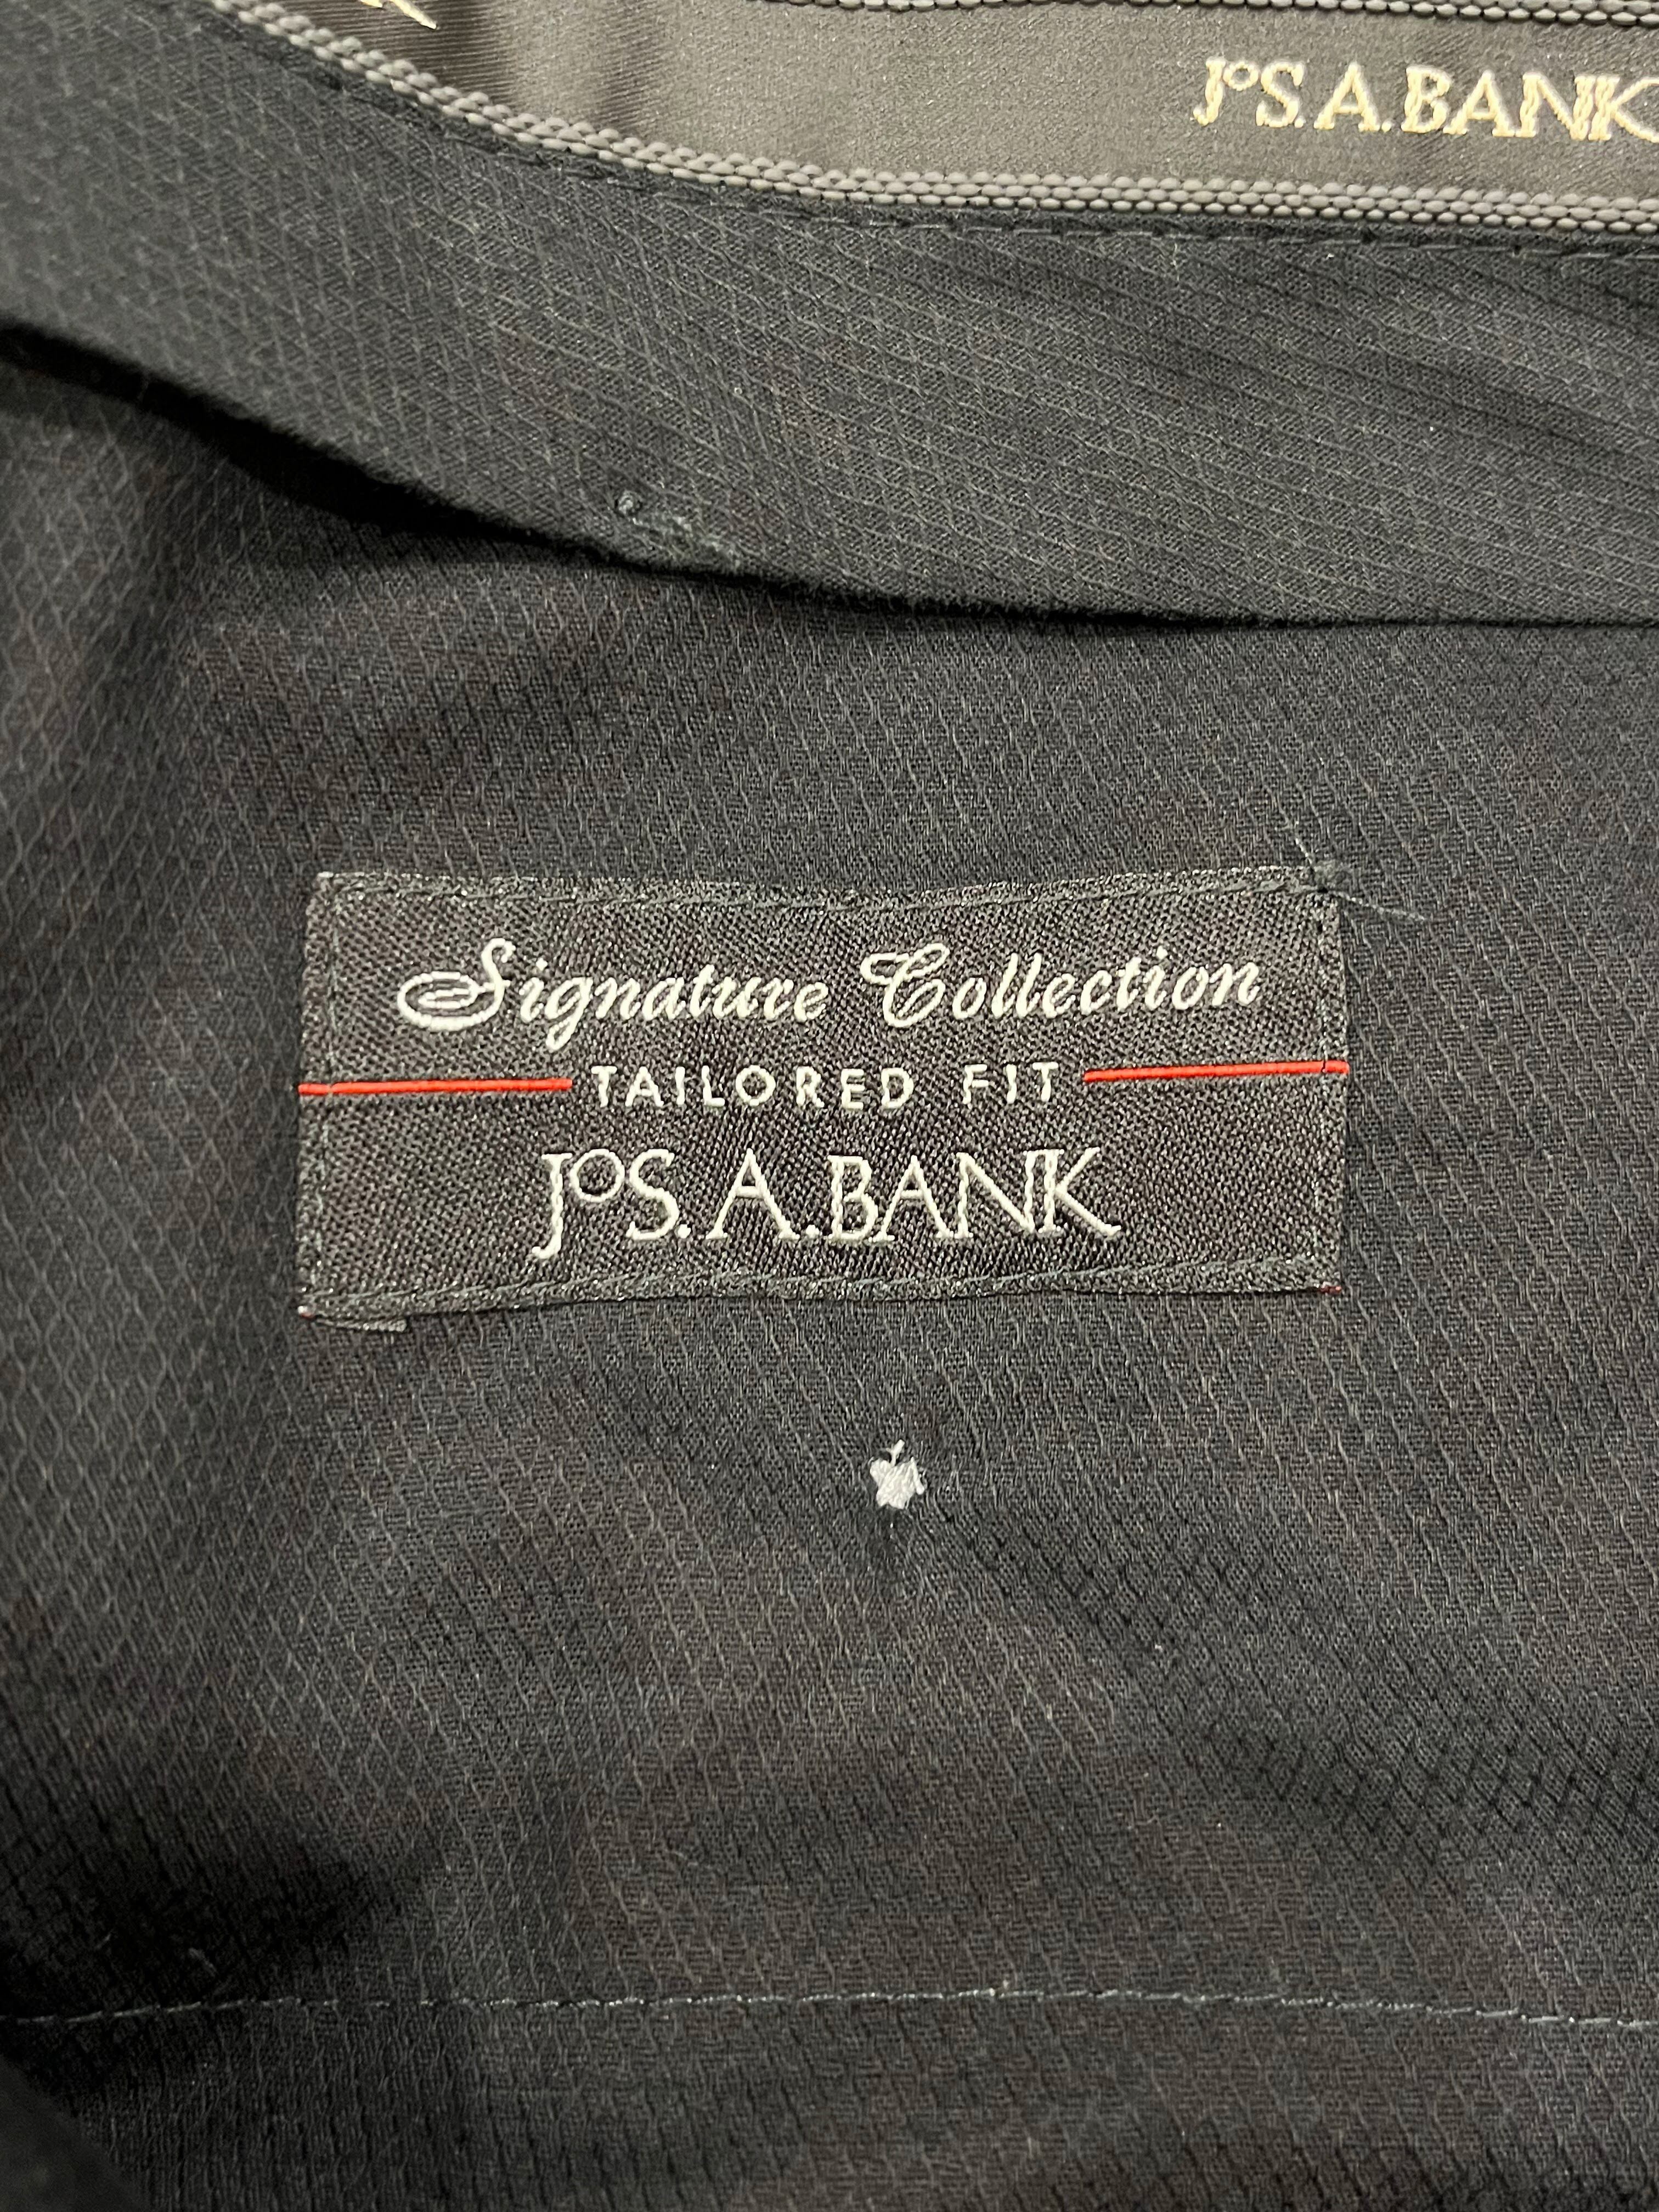 JOS. A. BANK
Signature Collection
TAILORED FIT
JOS. A. BANK